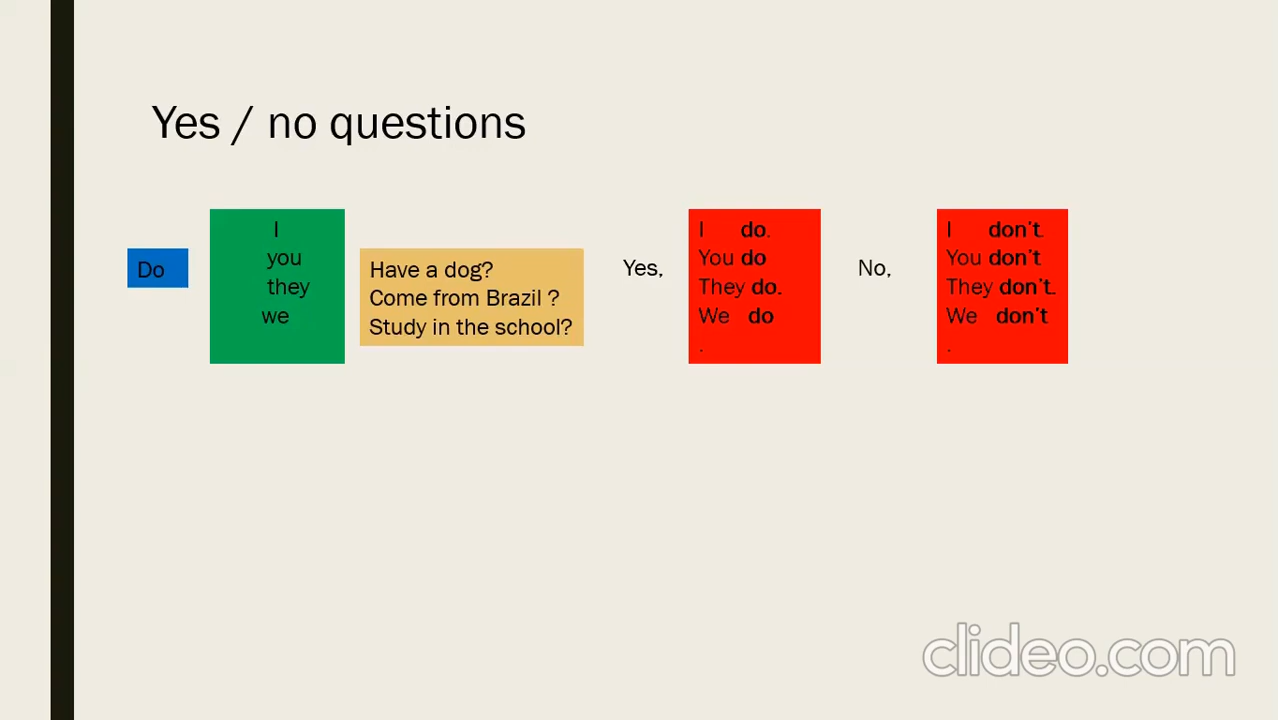 Yes / no questions
Do
I
you
they
we
Have a dog?
Come from Brazil ?
Study in the school?
Yes,
I do.
You do
They do.
We do
.
No,
I don't.
You don't
They don't.
We don't
.
clideo.com